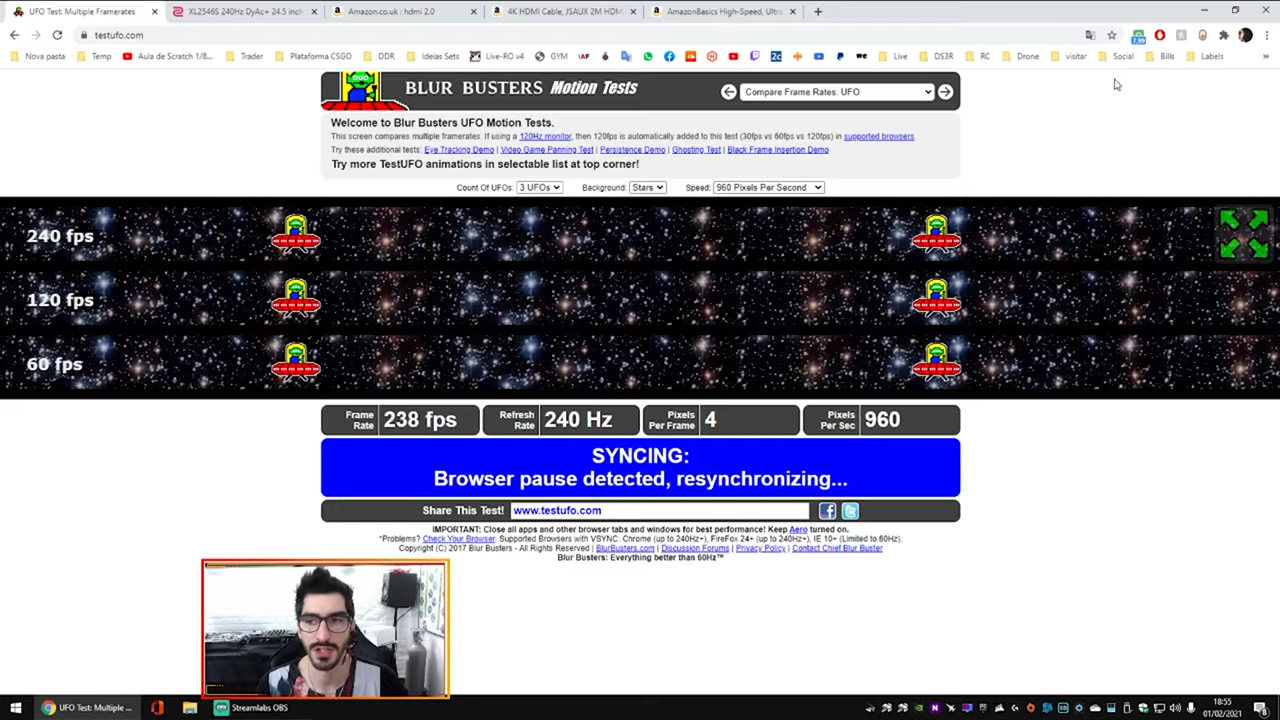 UFO Test: Multiple Framerates
XL2546S 240Hz DyAc+ 24.5 inch
Amazon.co.uk : hdmi 2.0
4K HDMI Cable, JSAUX 2M HDMI
AmazonBasics High-Speed, Ultra
testufo.com
7.99
Nova pasta
Temp
Aula de Scratch 1/8...
Trader
Plataforma CSGO
DDR
Ideias Sets
Live-RO v4
GYM
IAF
Live
DS3R
RC
Drone
visitar
Social
Bills
Labels
BLUR BUSTERS Motion Tests
Compare Frame Rates: UFO
Welcome to Blur Busters UFO Motion Tests.
This screen compares multiple framerates. If using a 120Hz monitor, then 120fps is automatically added to this test (30fps vs 60fps vs 120fps) in supported browsers.
Try these additional tests: Eye Tracking Demo | Video Game Panning Test | Persistence Demo | Ghosting Test | Black Frame Insertion Demo
Try more TestUFO animations in selectable list at top corner!
Count Of UFOs: 3 UFOs Background: Stars Speed: 960 Pixels Per Second
240 fps
120 fps
60 fps
Frame Rate 238 fps
Refresh Rate 240 Hz
Pixels Per Frame 4
Pixels Per Sec 960
SYNCING:
Browser pause detected, resynchronizing...
Share This Test! www.testufo.com
IMPORTANT: Close all apps and other browser tabs and windows for best performance! Keep Aero turned on.
*Problems? Check Your Browser. Supported Browsers with VSYNC: Chrome (up to 240Hz+), FireFox 24+ (up to 240Hz+), IE 10+ (Limited to 60Hz).
Copyright (C) 2017 Blur Busters - All Rights Reserved | BlurBusters.com | Discussion Forums | Privacy Policy | Contact Chief Blur Buster
Blur Busters: Everything better than 60Hz™
UFO Test: Multiple ...
Streamlabs OBS
18:55
01/02/2021